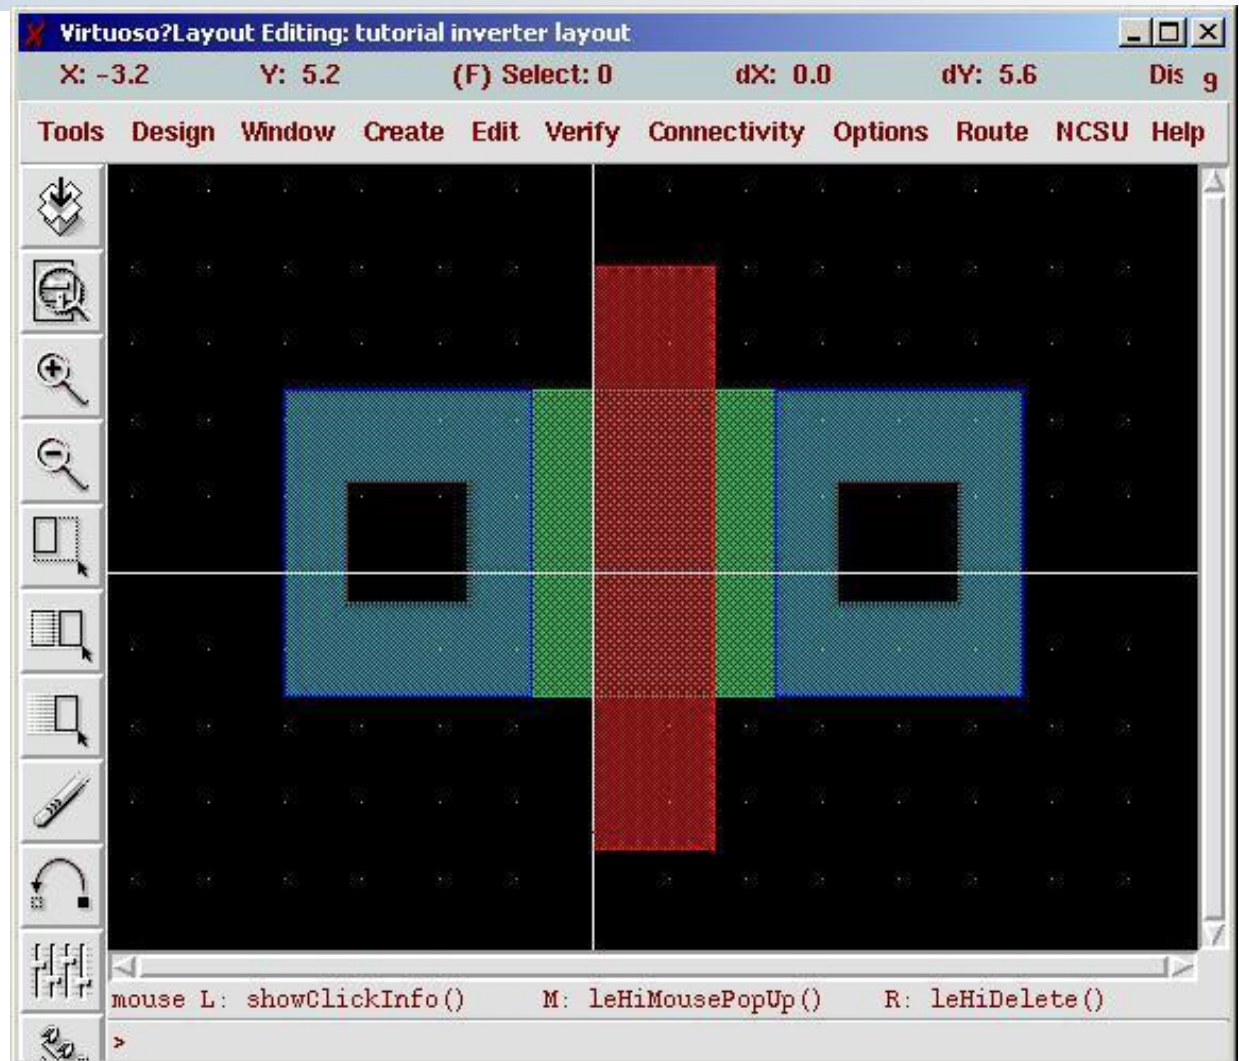 Virtuoso?Layout Editing: tutorial inverter layout
X: -3.2 Y: 5.2 (F) Select: 0 dX: 0.0 dY: 5.6 Dis 9
Tools Design Window Create Edit Verify Connectivity Options Route NCSU Help
mouse L: showClickInfo() M: leHiMousePopUp() R: leHiDelete()
>